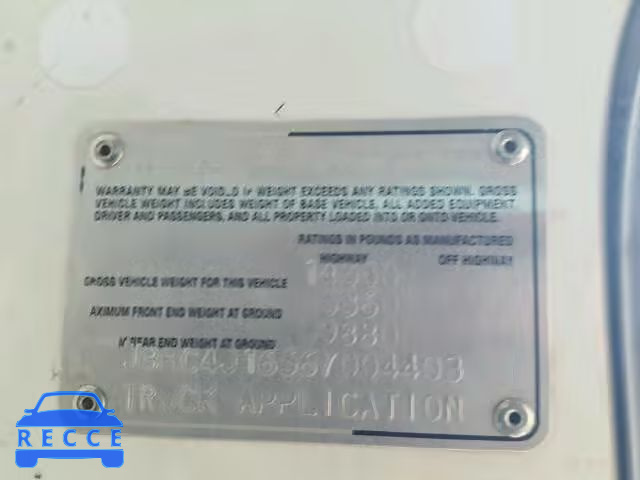 WARRANTY MAY BE VOIDED IF WEIGHT EXCEEDS ANY RATINGS SHOWN. GROSS
VEHICLE WEIGHT INCLUDES WEIGHT OF BASE VEHICLE, ALL ADDED EQUIPMENT
DRIVER AND PASSENGERS, AND ALL PROPERTY LOADED INTO OR ONTO VEHICLE.
RATINGS IN POUNDS AS MANUFACTURED
HIGHWAY OFF HIGHWAY
GROSS VEHICLE WEIGHT FOR THIS VEHICLE
AXIMUM FRONT END WEIGHT AT GROUND
REAR END WEIGHT AT GROUND
TRUCK APPLICATION
RECCE